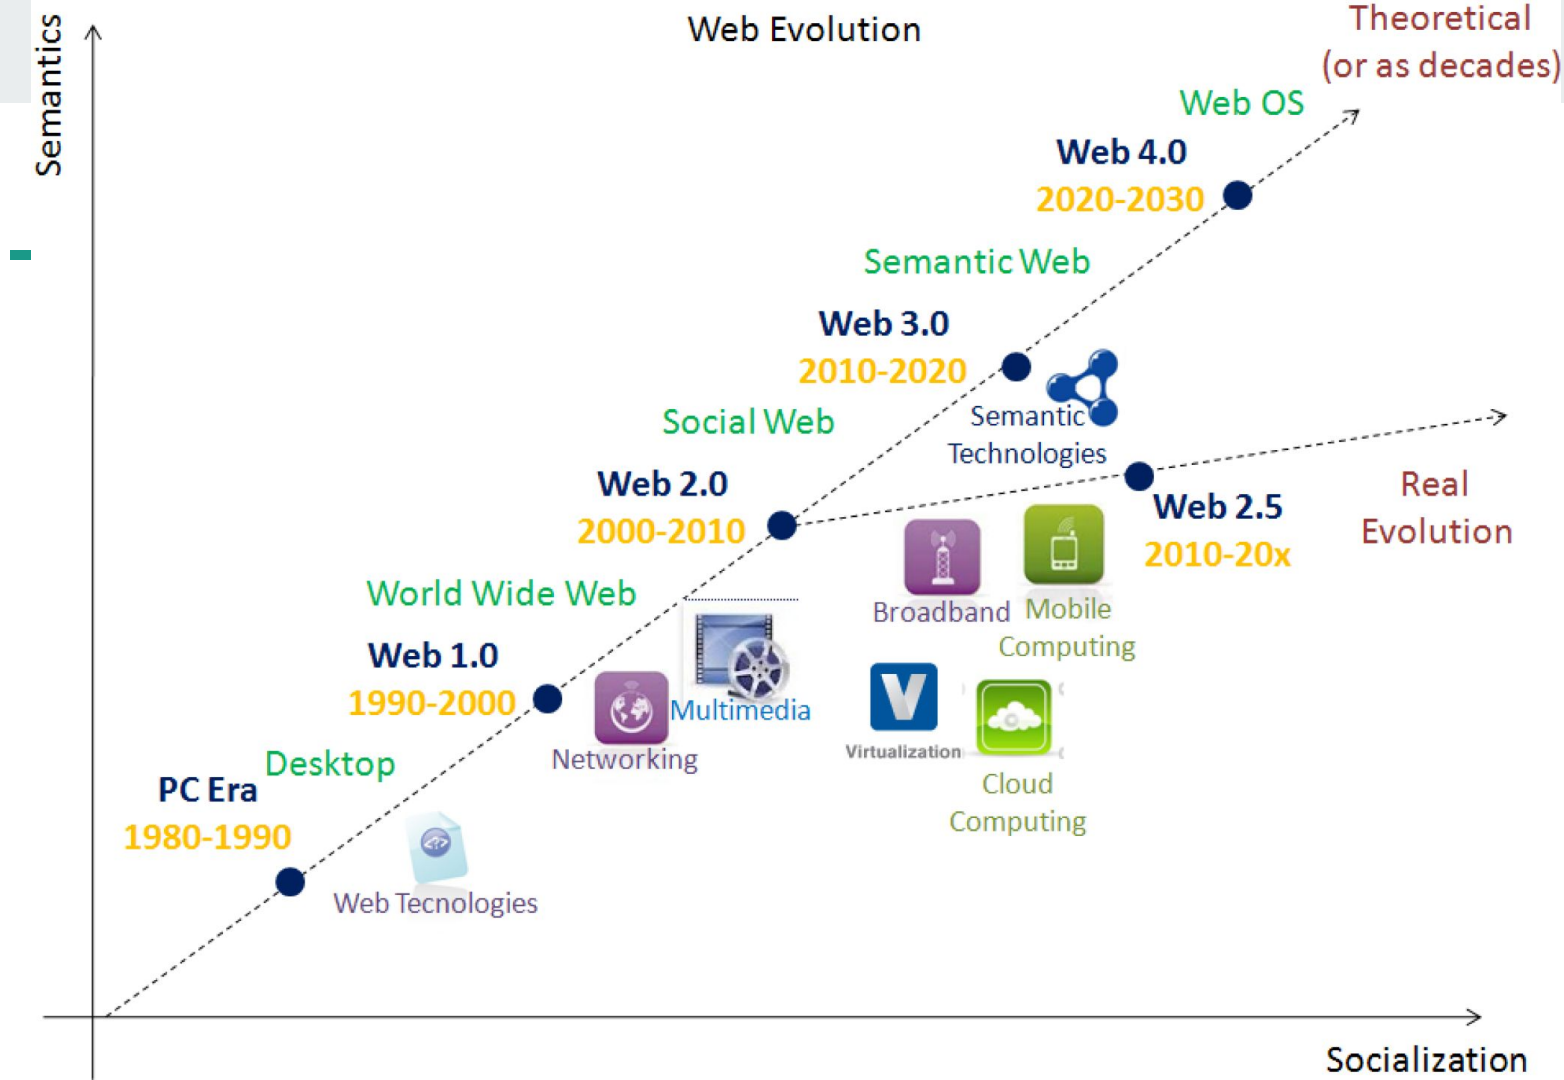 Web Evolution
Semantics
Theoretical
(or as decades)
Web OS
Web 4.0
2020-2030
Semantic Web
Web 3.0
2010-2020
Semantic
Technologies
Social Web
Web 2.0
2000-2010
Web 2.5
2010-20x
Real
Evolution
Broadband
Mobile
Computing
World Wide Web
Web 1.0
1990-2000
Networking
Multimedia
V
Virtualization
Cloud
Computing
Desktop
PC Era
1980-1990
</>
Web Tecnologies
Socialization